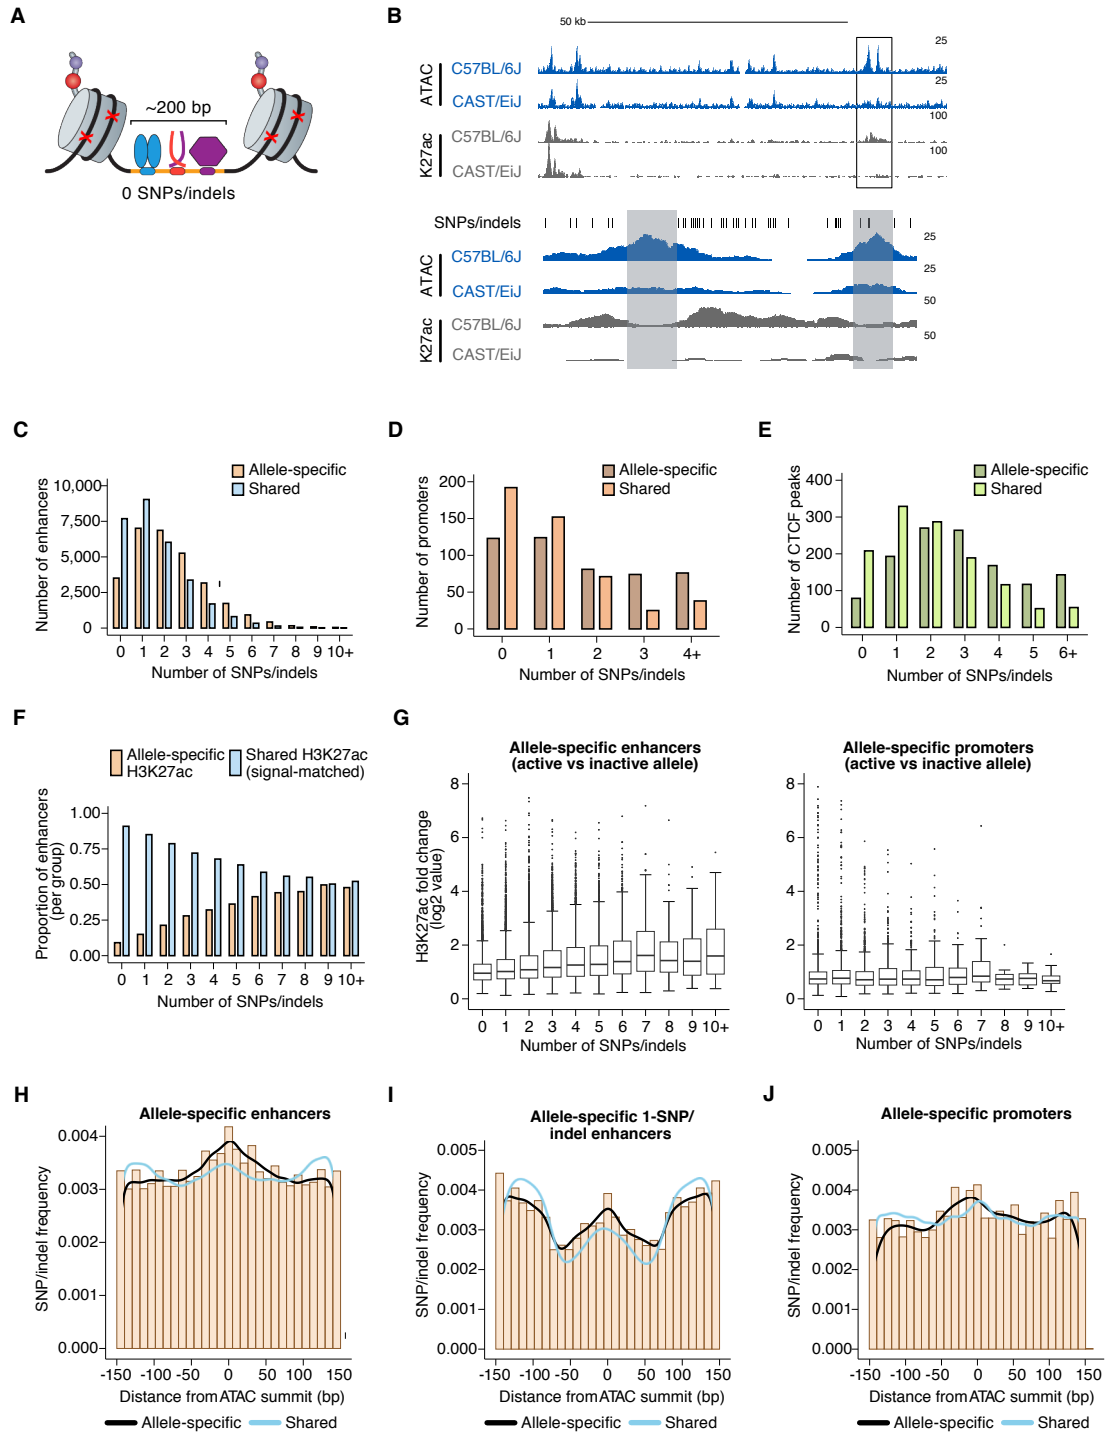 A
~200 bp
0 SNPs/indels
B
50 kb
ATAC
C57BL/6J
25
CAST/EiJ
25
K27ac
C57BL/6J
100
CAST/EiJ
100
SNPs/indels
ATAC
C57BL/6J
25
CAST/EiJ
25
K27ac
C57BL/6J
50
CAST/EiJ
50
C
Allele-specific
Shared
Number of enhancers
10,000
7,500
5,000
2,500
0
0 1 2 3 4 5 6 7 8 9 10+
Number of SNPs/indels
D
Allele-specific
Shared
Number of promoters
200
150
100
50
0
0 1 2 3 4+
Number of SNPs/indels
E
Allele-specific
Shared
Number of CTCF peaks
400
300
200
100
0
0 1 2 3 4 5 6+
Number of SNPs/indels
F
Allele-specific
H3K27ac
Shared H3K27ac
(signal-matched)
Proportion of enhancers
(per group)
1.00
0.75
0.50
0.25
0.00
0 1 2 3 4 5 6 7 8 9 10+
Number of SNPs/indels
G
Allele-specific enhancers
(active vs inactive allele)
H3K27ac fold change
(log2 value)
8
6
4
2
0
0 1 2 3 4 5 6 7 8 9 10+
Number of SNPs/indels
Allele-specific promoters
(active vs inactive allele)
8
6
4
2
0
0 1 2 3 4 5 6 7 8 9 10+
Number of SNPs/indels
H
Allele-specific enhancers
SNP/indel frequency
0.004
0.003
0.002
0.001
0.000
-150 -100 -50 0 50 100 150
Distance from ATAC summit (bp)
Allele-specific Shared
I
Allele-specific 1-SNP/
indel enhancers
SNP/indel frequency
0.005
0.004
0.003
0.002
0.001
0.000
-150 -100 -50 0 50 100 150
Distance from ATAC summit (bp)
Allele-specific Shared
J
Allele-specific promoters
SNP/indel frequency
0.005
0.004
0.003
0.002
0.001
0.000
-150 -100 -50 0 50 100 150
Distance from ATAC summit (bp)
Allele-specific Shared